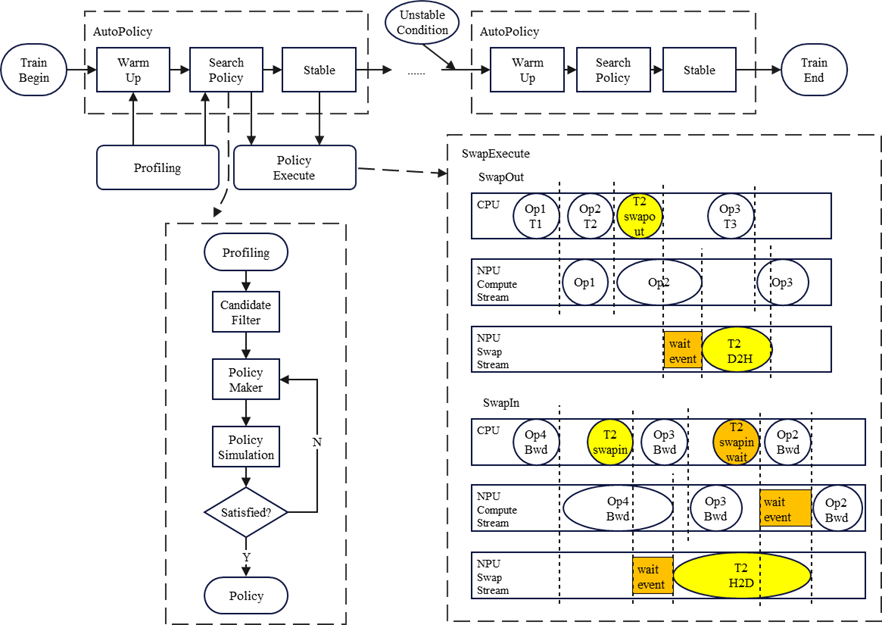 Unstable
Condition
AutoPolicy
AutoPolicy
Train
Begin
Warm
Up
Search
Policy
Stable
......
Warm
Up
Search
Policy
Stable
Train
End
Profiling
Policy
Execute
SwapExecute
SwapOut
CPU
Op1
T1
Op2
T2
T2
swapo
ut
Op3
T3
NPU
Compute
Stream
Op1
Op2
Op3
NPU
Swap
Stream
wait
event
T2
D2H
SwapIn
CPU
Op4
Bwd
T2
swapin
Op3
Bwd
T2
swapin
wait
Op2
Bwd
NPU
Compute
Stream
Op4
Bwd
Op3
Bwd
wait
event
Op2
Bwd
NPU
Swap
Stream
wait
event
T2
H2D
Profiling
Candidate
Filter
Policy
Maker
Policy
Simulation
N
Satisfied?
Y
Policy